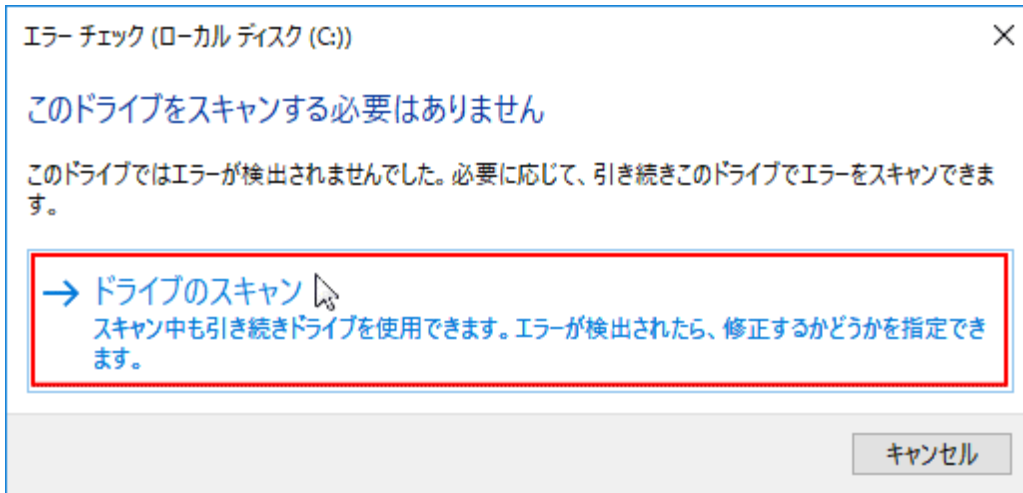 エラー チェック (ローカル ディスク (C:))
このドライブをスキャンする必要はありません
このドライブではエラーが検出されませんでした。必要に応じて、引き続きこのドライブでエラーをスキャンできま
す。
→ ドライブのスキャン
スキャン中も引き続きドライブを使用できます。エラーが検出されたら、修正するかどうかを指定でき
ます。
キャンセル